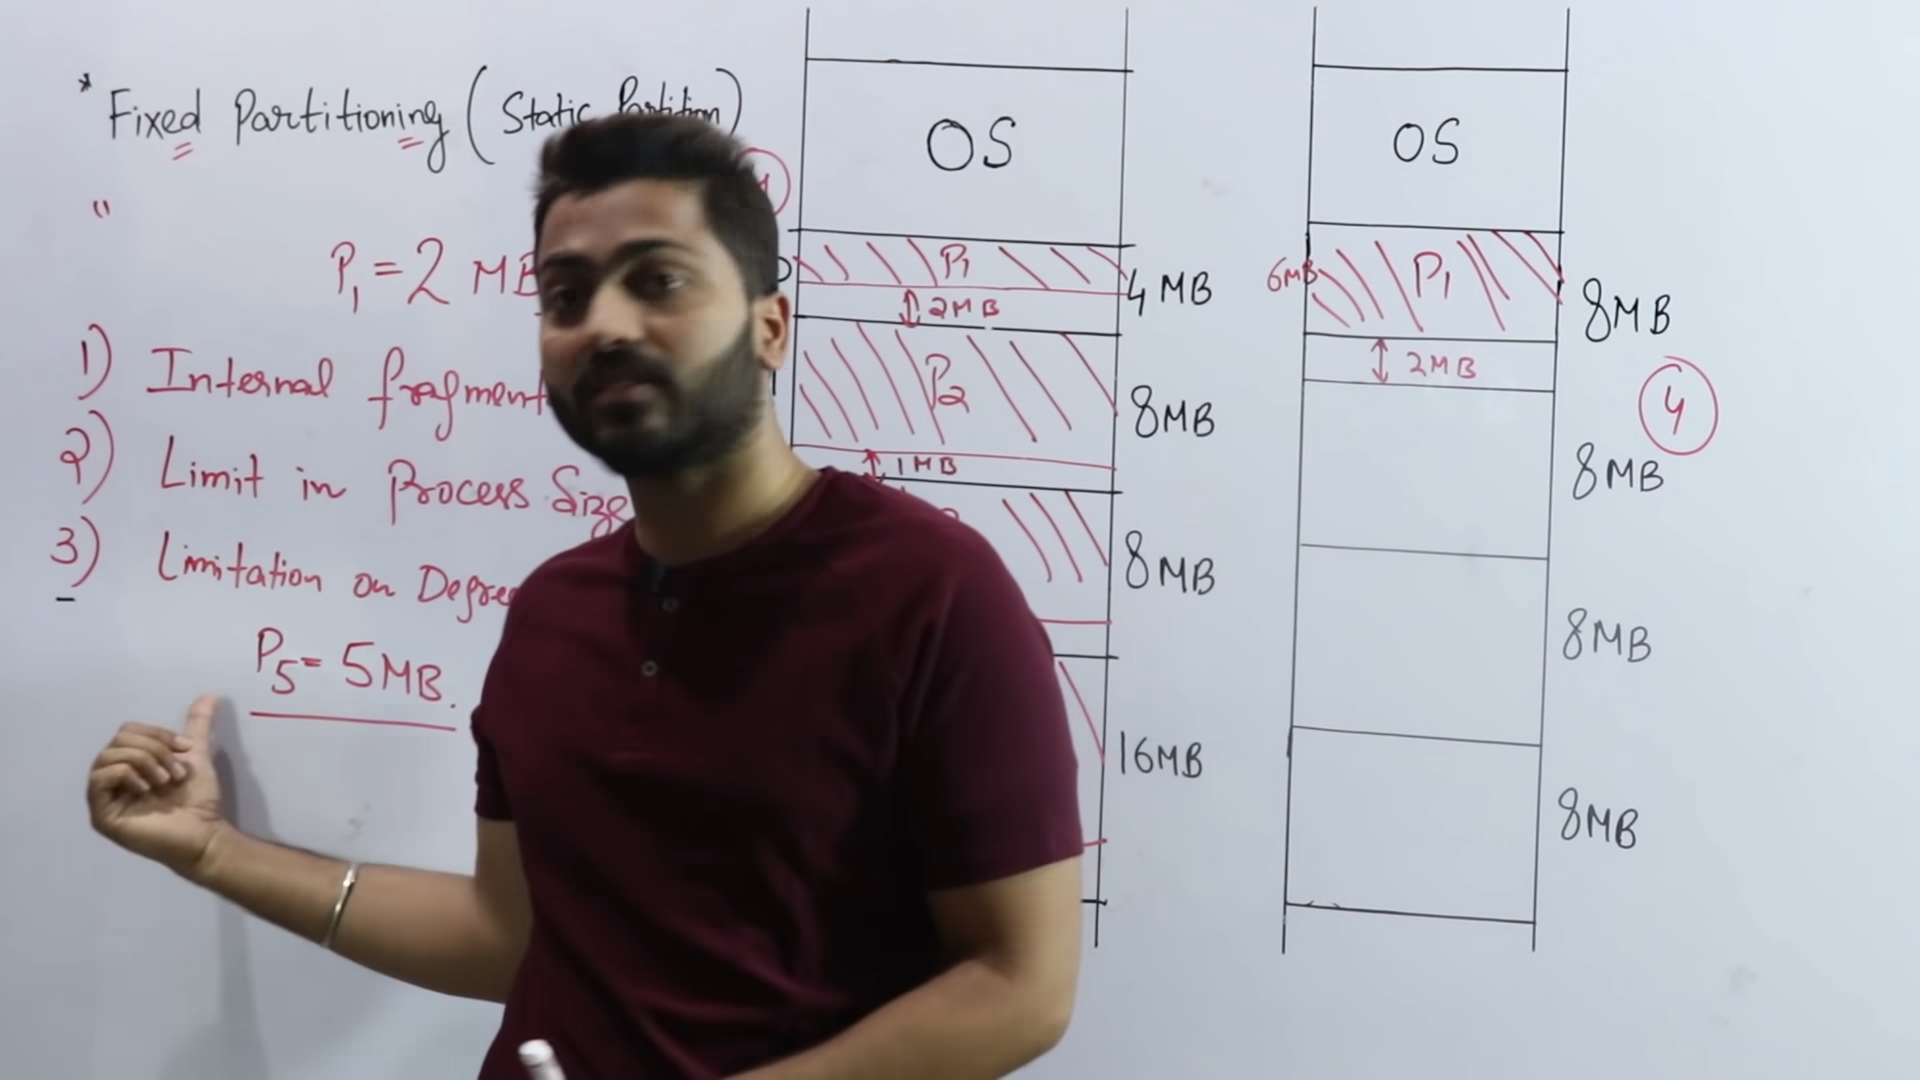 * Fixed Partitioning (Static Partition)
"
P1 = 2 MB
1) Internal fragment
2) Limit in Process Size
3) Limitation on Degree
P5 = 5MB.
OS
P1
2MB
4 MB
P2
8MB
1MB
8MB
16MB
OS
6MB
P1
8MB
2MB
4
8MB
8MB
8MB